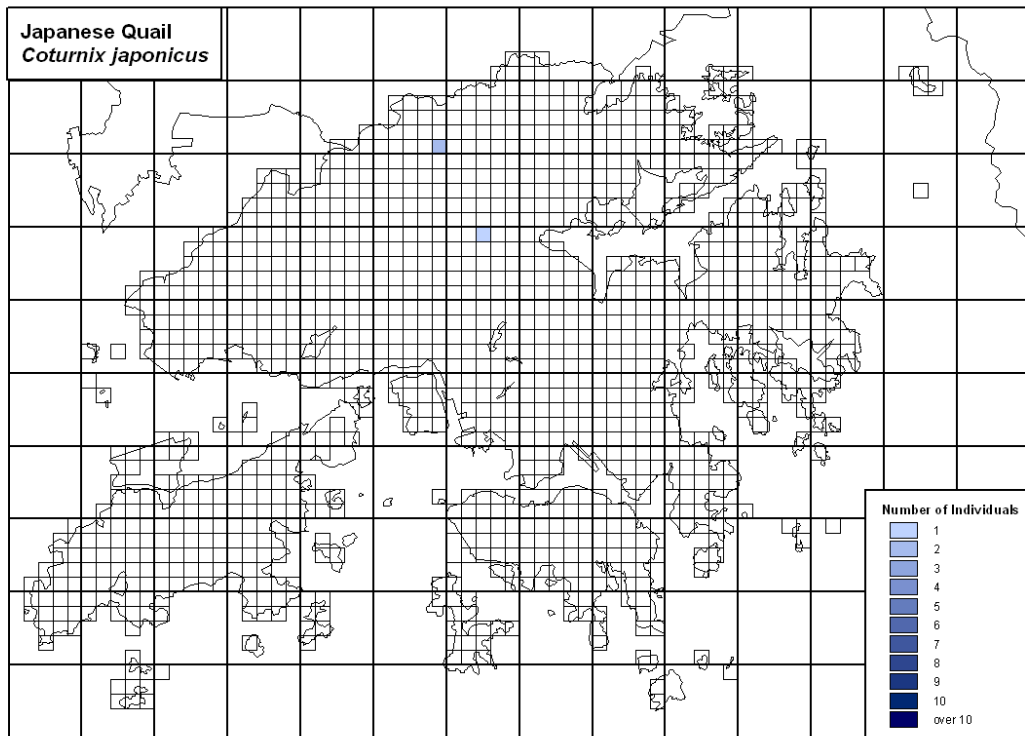 Japanese Quail
Coturnix japonicus
Number of Individuals
1
2
3
4
5
6
7
8
9
10
over 10